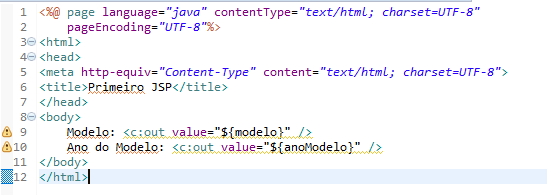 1 <%@ page language="java" contentType="text/html; charset=UTF-8"
2     pageEncoding="UTF-8"%>
3 <html>
4 <head>
5 <meta http-equiv="Content-Type" content="text/html; charset=UTF-8">
6 <title>Primeiro JSP</title>
7 </head>
8 <body>
9     Modelo: <c:out value="${modelo}" />
10     Ano do Modelo: <c:out value="${anoModelo}" />
11 </body>
12 </html>